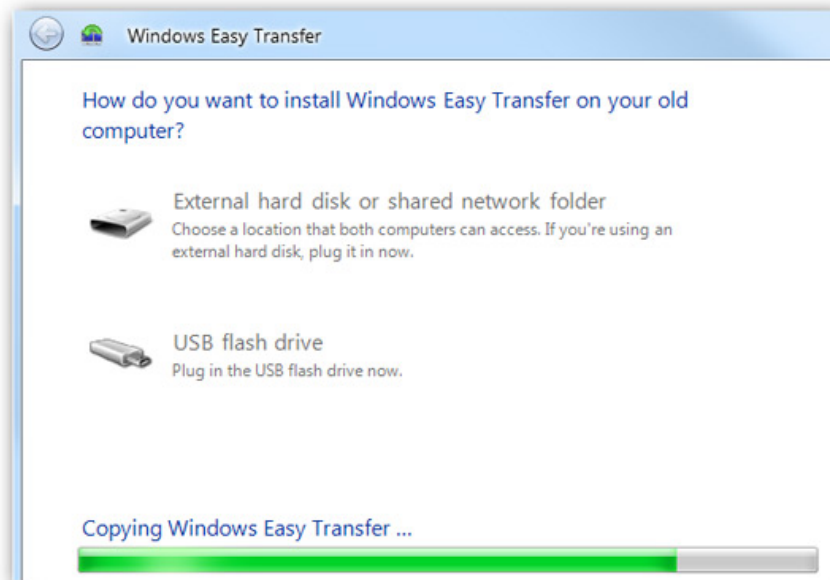 Windows Easy Transfer
How do you want to install Windows Easy Transfer on your old
computer?
External hard disk or shared network folder
Choose a location that both computers can access. If you're using an
external hard disk, plug it in now.
USB flash drive
Plug in the USB flash drive now.
Copying Windows Easy Transfer ...